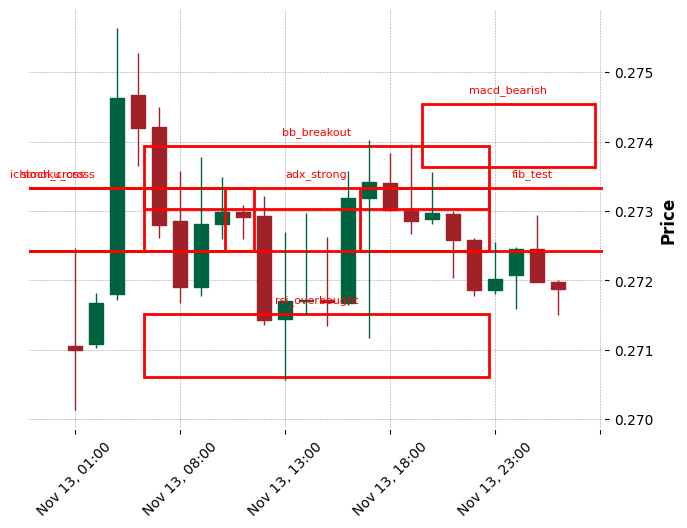 macd_bearish
bb_breakout
adx_strong
fib_test
rsi_overbought
0.275
0.274
0.273
0.272
0.271
0.270
Price
Nov 13, 01:00
Nov 13, 08:00
Nov 13, 13:00
Nov 13, 18:00
Nov 13, 23:00